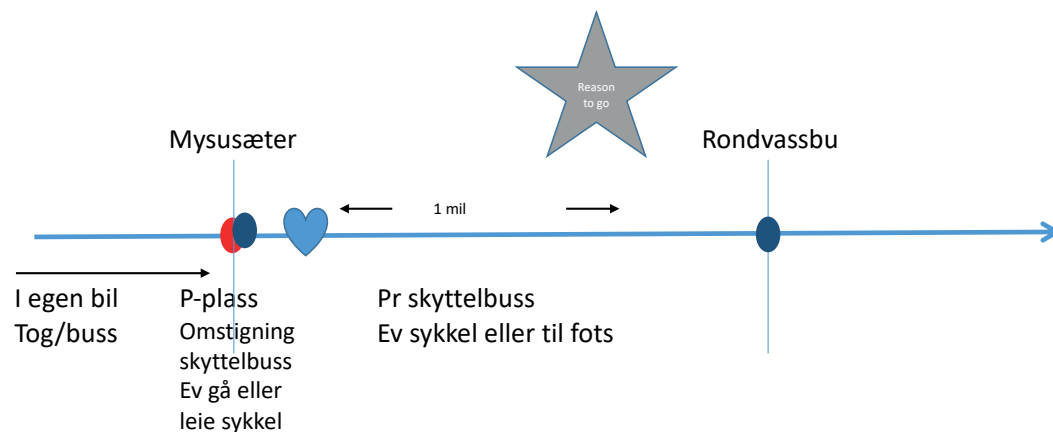 Reason
to go
Mysusæter
Rondvassbu
1 mil
I egen bil
Tog/buss
P-plass
Omstigning
skyttelbuss
Ev gå eller
leie sykkel
Pr skyttelbuss
Ev sykkel eller til fots